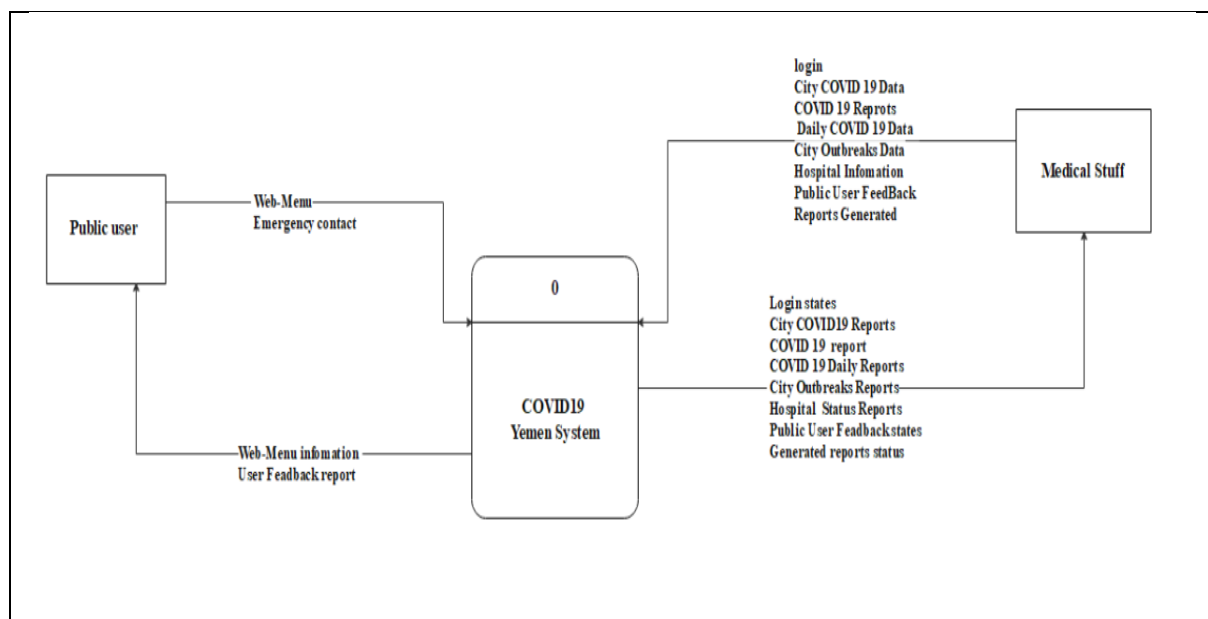 login
City COVID 19 Data
COVID 19 Reprots
Daily COVID 19 Data
City Outbreaks Data
Hospital Infomation
Public User FeedBack
Reports Generated
Medical Stuff
Public user
Web-Menu
Emergency contact
0
COVID19
Yemen System
Login states
City COVID19 Reports
COVID 19 report
COVID 19 Daily Reports
City Outbreaks Reports
Hospital Status Reports
Public User Feadback states
Generated reports status
Web-Menu infomation
User Feadback report